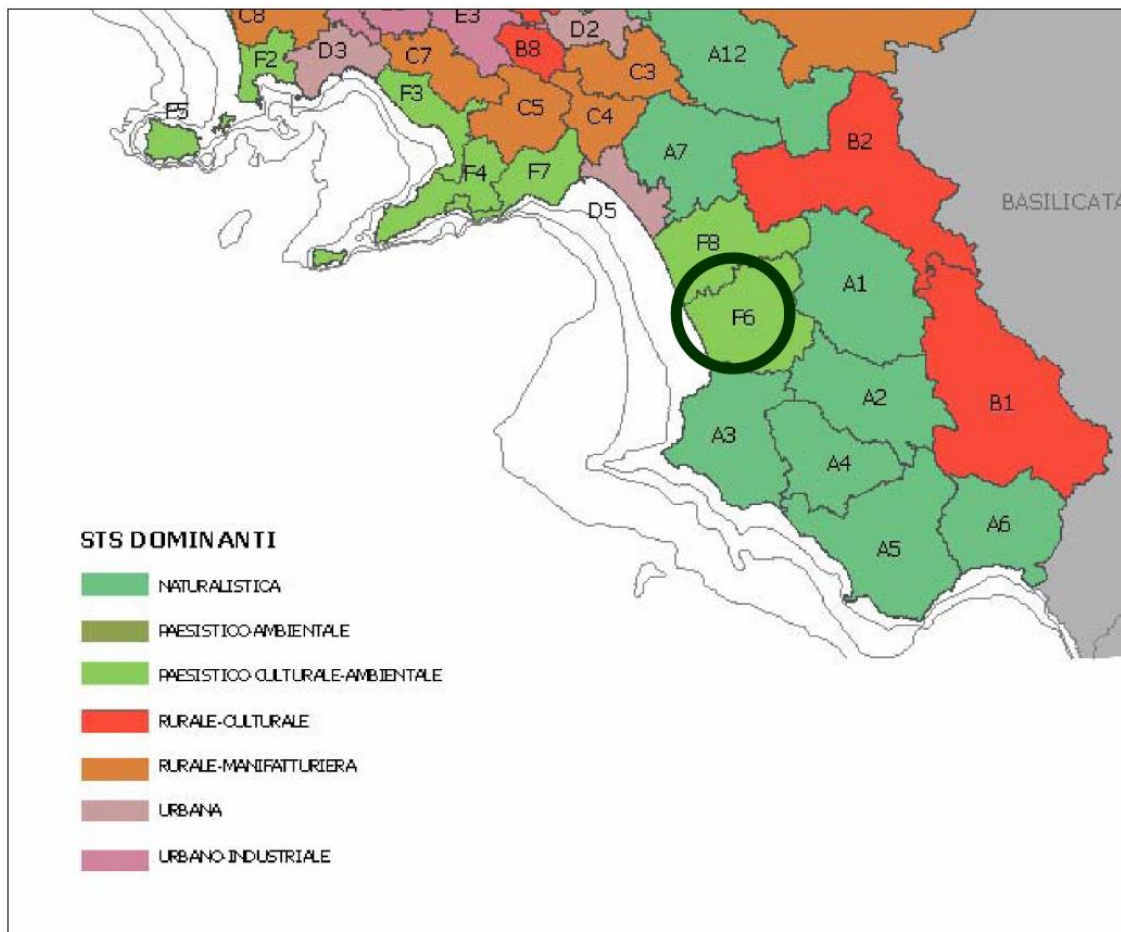 C8
E3
D2
F2
D3
C7
B8
A12
C3
F3
F5
C5
C4
B2
A7
F4
F7
BASILICATA
D5
F8
A1
F6
A2
B1
A3
A4
A6
A5
STS DOMINANTI
NATURALISTICA
PAESISTICO-AMBIENTALE
PAESISTICO CULTURALE-AMBIENTALE
RURALE-CULTURALE
RURALE-MANIFATTURIERA
URBANA
URBANO-INDUSTRIALE